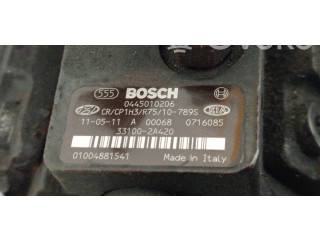 555 BOSCH
0445010206
CR/CP1H3/R75/10-789S
KIA
11-05-11 A 00068 0716085
33100-2A420
01004881541 Made in Italy